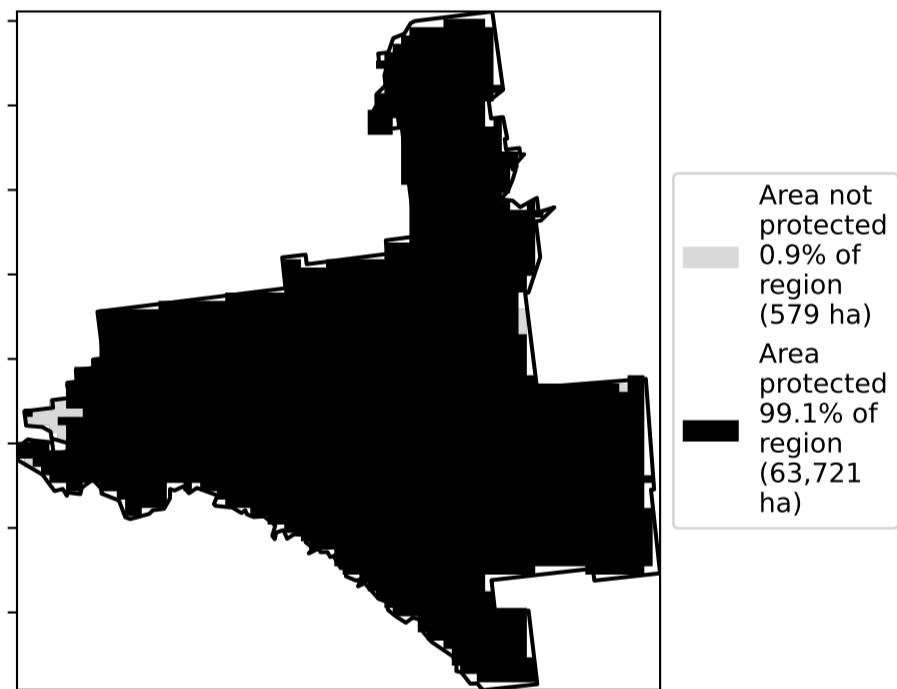 Area not
protected
0.9% of
region
(579 ha)
Area
protected
99.1% of
region
(63,721
ha)